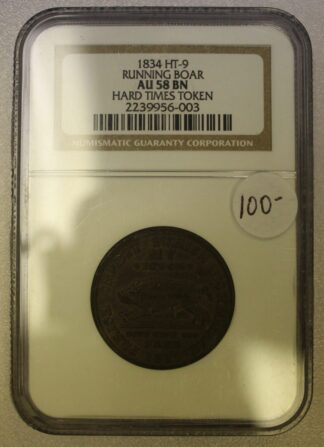 1834 HT-9
RUNNING BOAR
AU 58 BN
HARD TIMES TOKEN
2239956-003
NUMISMATIC GUARANTY CORPORATION
100-